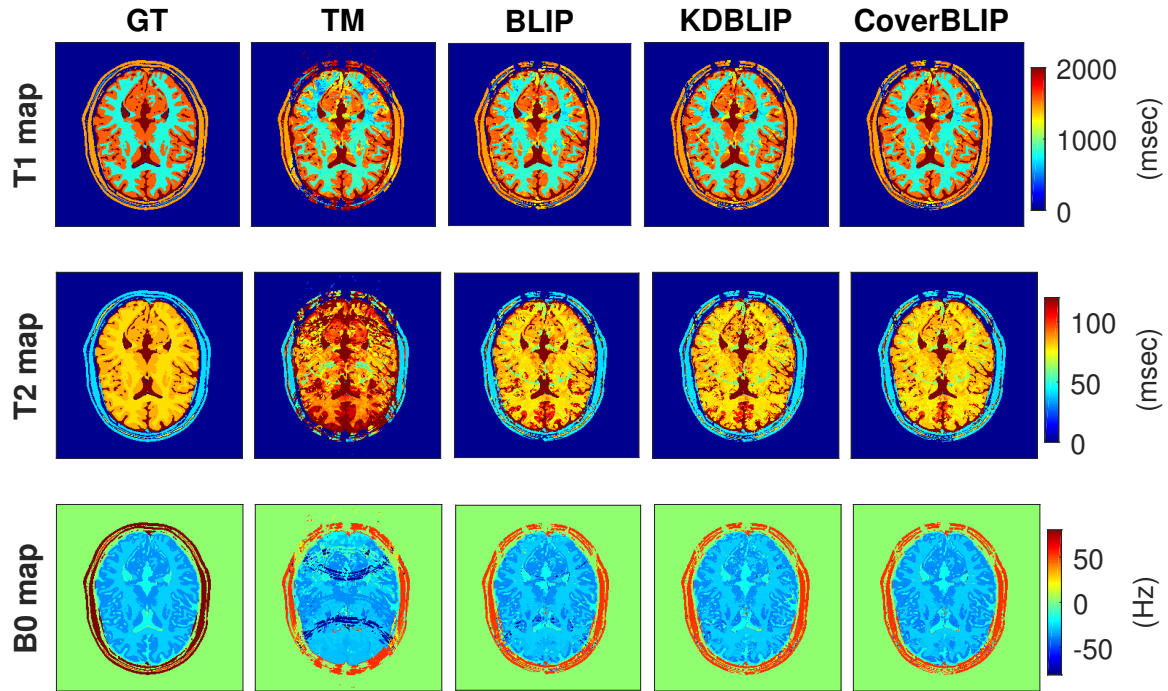 GT TM BLIP KDBLIP CoverBLIP
T1 map
2000
1000
0
(msec)
T2 map
100
50
0
(msec)
B0 map
50
0
-50
(Hz)